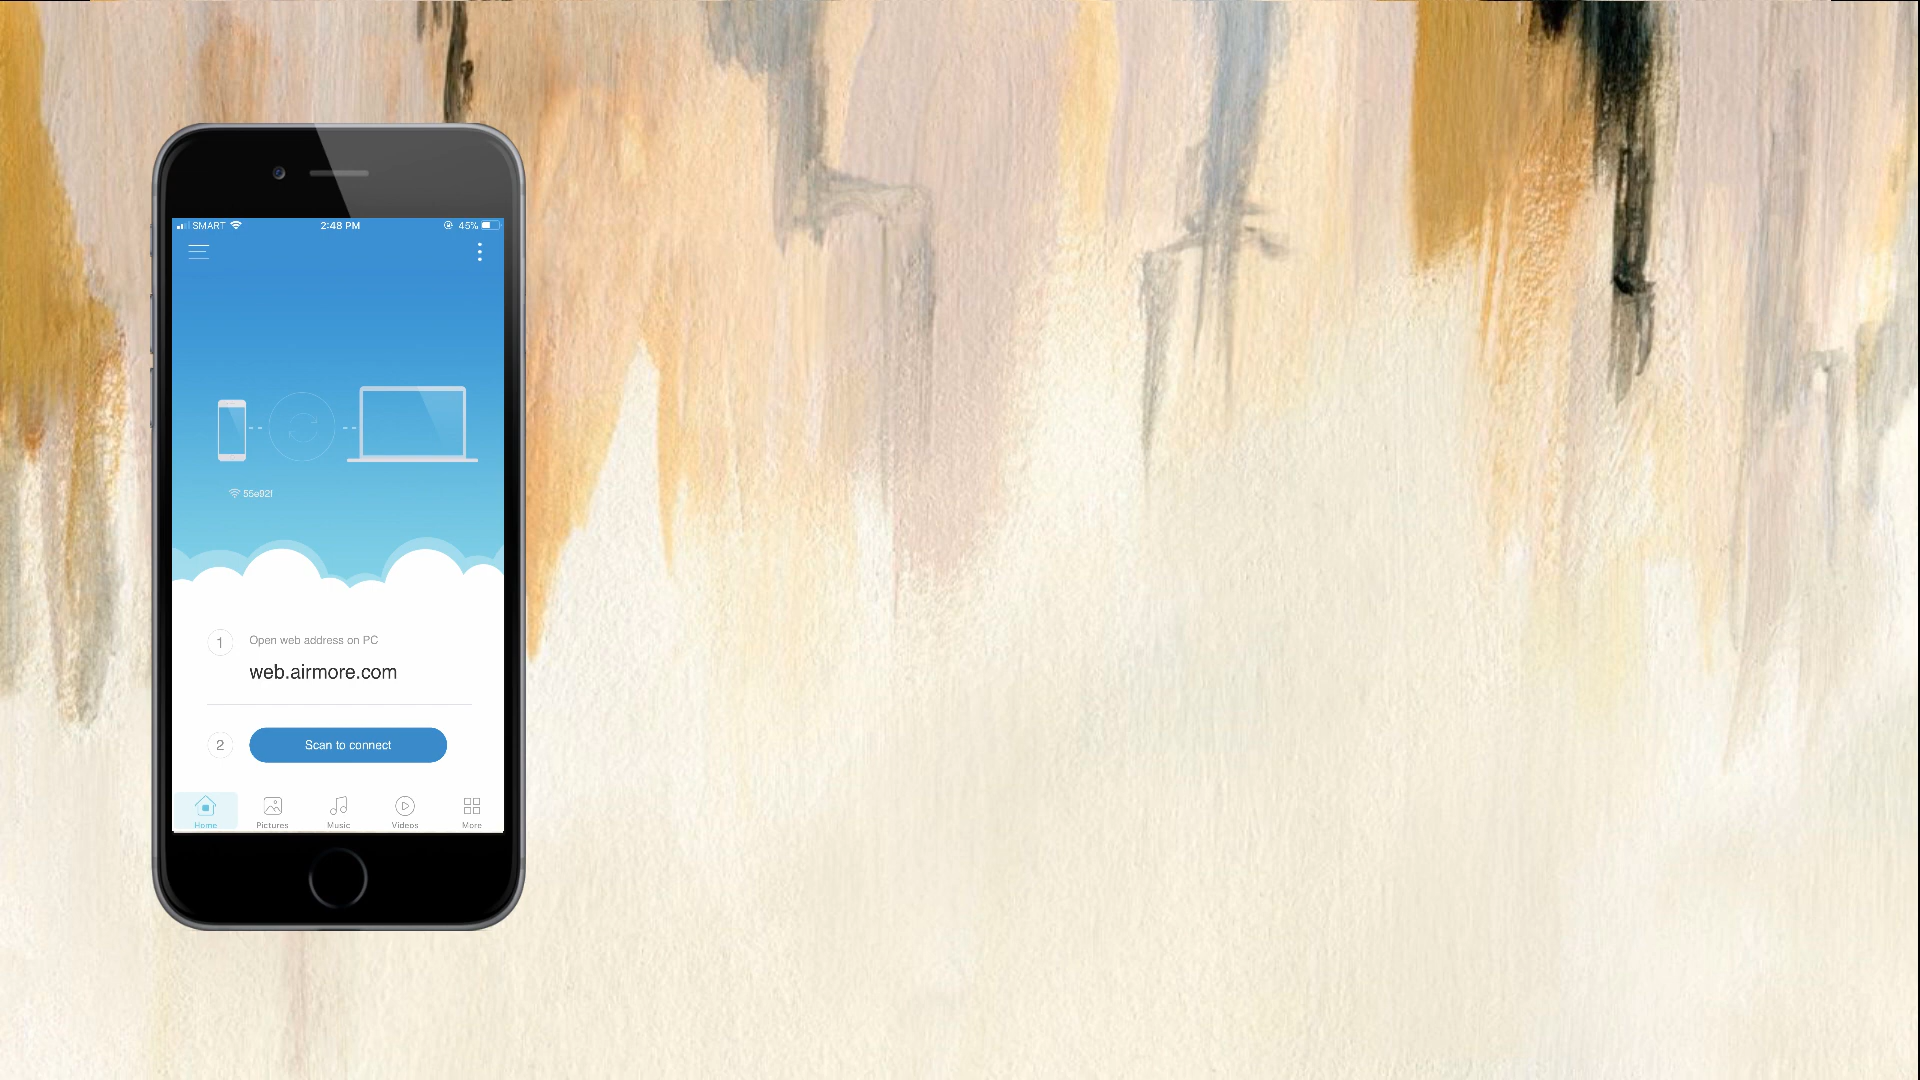 SMART 2:48 PM 45%
1 Open web address on PC
web.airmore.com
2 Scan to connect
Home Pictures Music Videos More